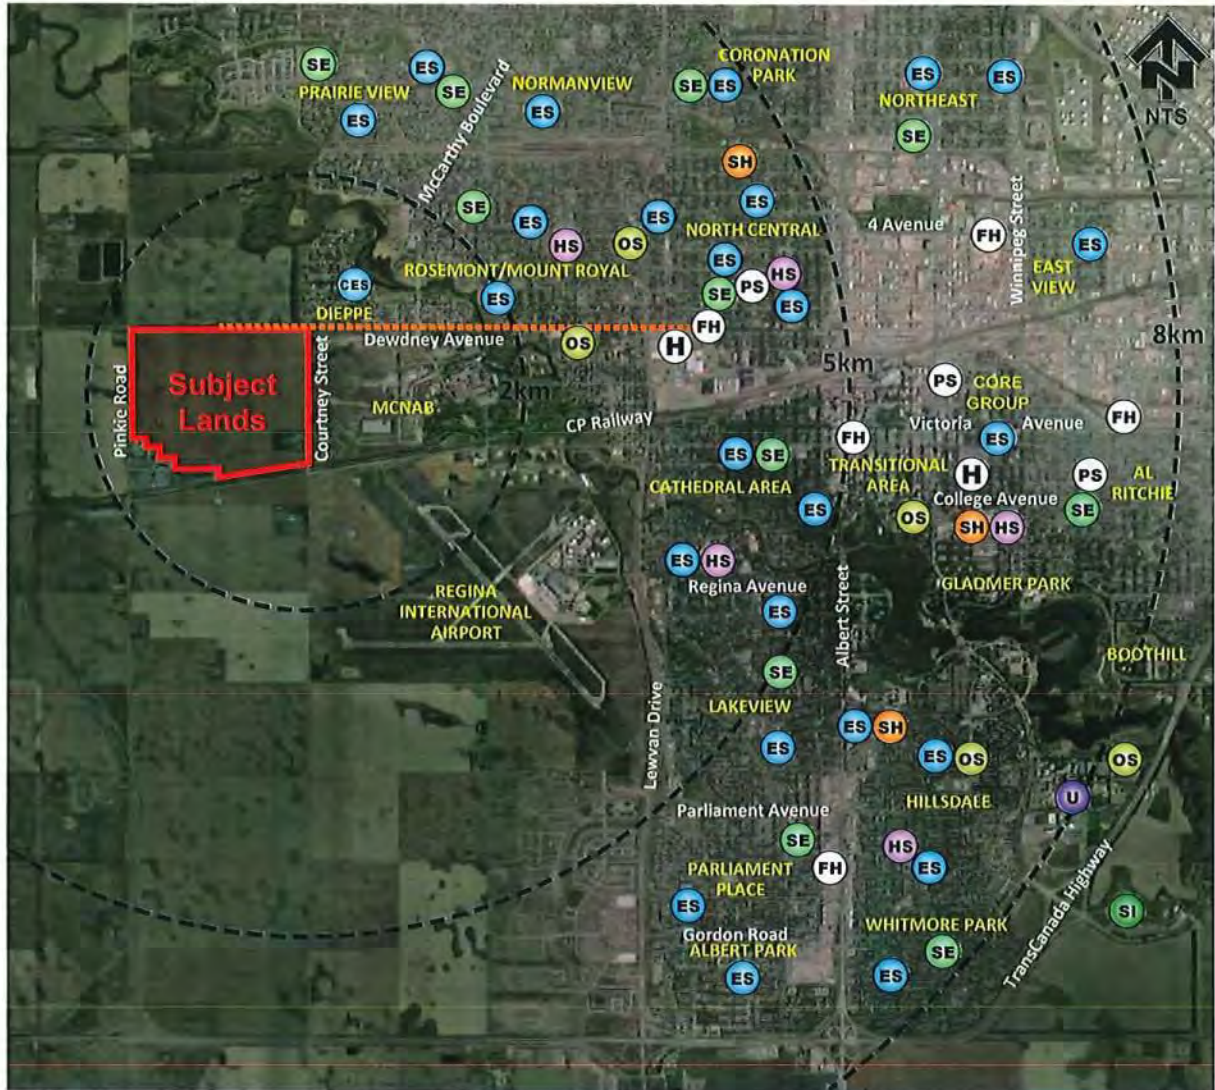 SE
ES
SE
PRAIRIE VIEW
ES
McCarthy Boulevard
NORMANVIEW
ES
CORONATION
PARK
SE
ES
ES
ES
NORTHEAST
SE
N
NTS
SH
SE
ES
HS
OS
ES
ES
NORTH CENTRAL
4 Avenue
FH
Winnipeg Street
ES
EAST
VIEW
ROSEMONT/MOUNT ROYAL
ES
HS
PS
SE
ES
CES
DIEPPE
ES
FH
Dewdney Avenue
OS
H
8km
5km
2km
Subject
Lands
Pinkie Road
Courtney Street
MCNAB
CP Railway
PS
CORE
GROUP
FH
Victoria
Avenue
ES
FH
ES
SE
CATHEDRAL AREA
TRANSITIONAL
AREA
H
PS
AL
RITCHIE
College Avenue
ES
OS
SH
HS
SE
ES
HS
Regina Avenue
GLADMER PARK
REGINA
INTERNATIONAL
AIRPORT
ES
Albert Street
BOOTHILL
SE
LAKEVIEW
Lewvan Drive
ES
ES
SH
ES
OS
OS
HILLSDALE
U
Parliament Avenue
SE
HS
PARLIAMENT
PLACE
FH
ES
TransCanada Highway
ES
Gordon Road
ALBERT PARK
WHITMORE PARK
SI
SE
ES
ES